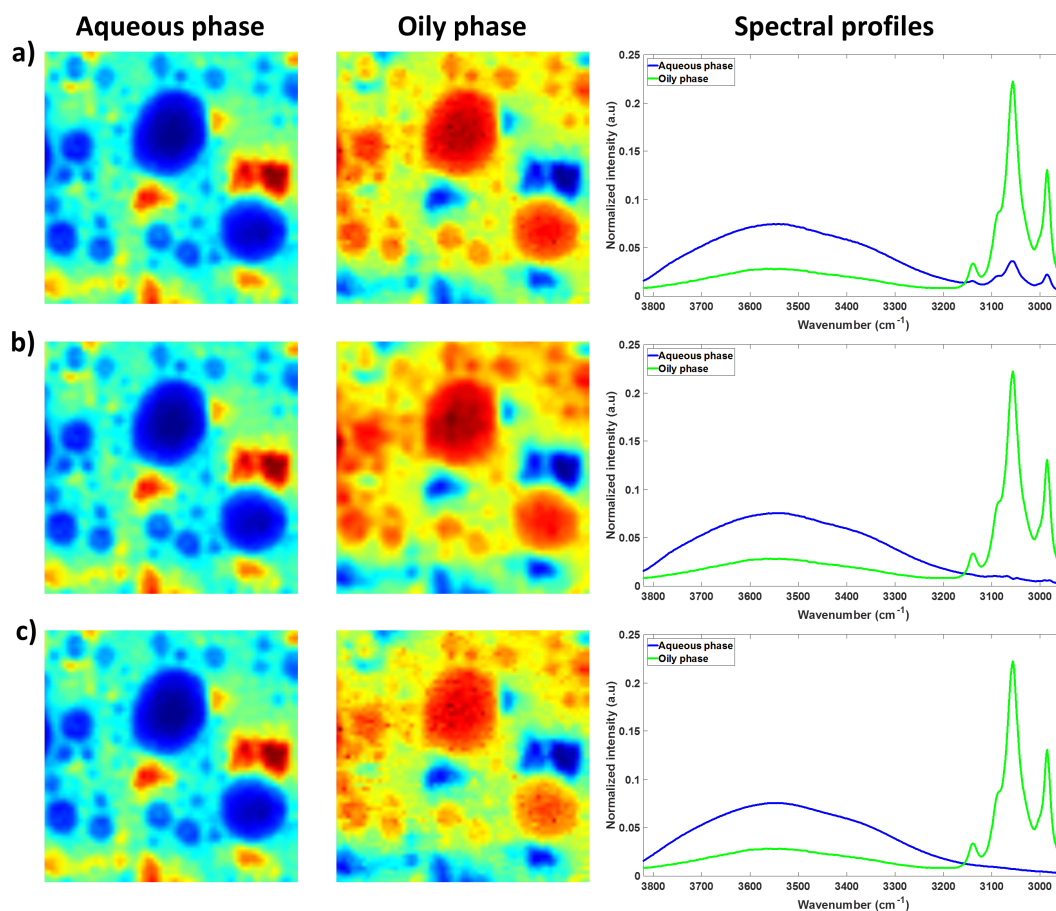 Aqueous phase Oily phase Spectral profiles
a)
0.25
0.2
0.15
0.1
0.05
0
Normalized intensity (a.u)
Aqueous phase
Oily phase
3800 3700 3600 3500 3400 3300 3200 3100 3000
Wavenumber (cm-1)
b)
0.25
0.2
0.15
0.1
0.05
0
Normalized intensity (a.u)
Aqueous phase
Oily phase
3800 3700 3600 3500 3400 3300 3200 3100 3000
Wavenumber (cm-1)
c)
0.25
0.2
0.15
0.1
0.05
0
Normalized intensity (a.u)
Aqueous phase
Oily phase
3800 3700 3600 3500 3400 3300 3200 3100 3000
Wavenumber (cm-1)